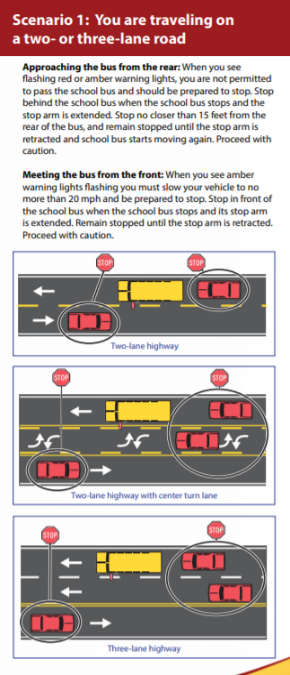 Scenario 1: You are traveling on
a two- or three-lane road
Approaching the bus from the rear: When you see
flashing red or amber warning lights, you are not permitted
to pass the school bus and should be prepared to stop. Stop
behind the school bus when the school bus stops and the
stop arm is extended. Stop no closer than 15 feet from the
rear of the bus, and remain stopped until the stop arm is
retracted and school bus starts moving again. Proceed with
caution.
Meeting the bus from the front: When you see amber
warning lights flashing you must slow your vehicle to no
more than 20 mph and be prepared to stop. Stop in front of
the school bus when the school bus stops and its stop arm
is extended. Remain stopped until the stop arm is retracted.
Proceed with caution.
STOP
STOP
Two-lane highway
STOP
STOP
Two-lane highway with center turn lane
STOP
STOP
Three-lane highway